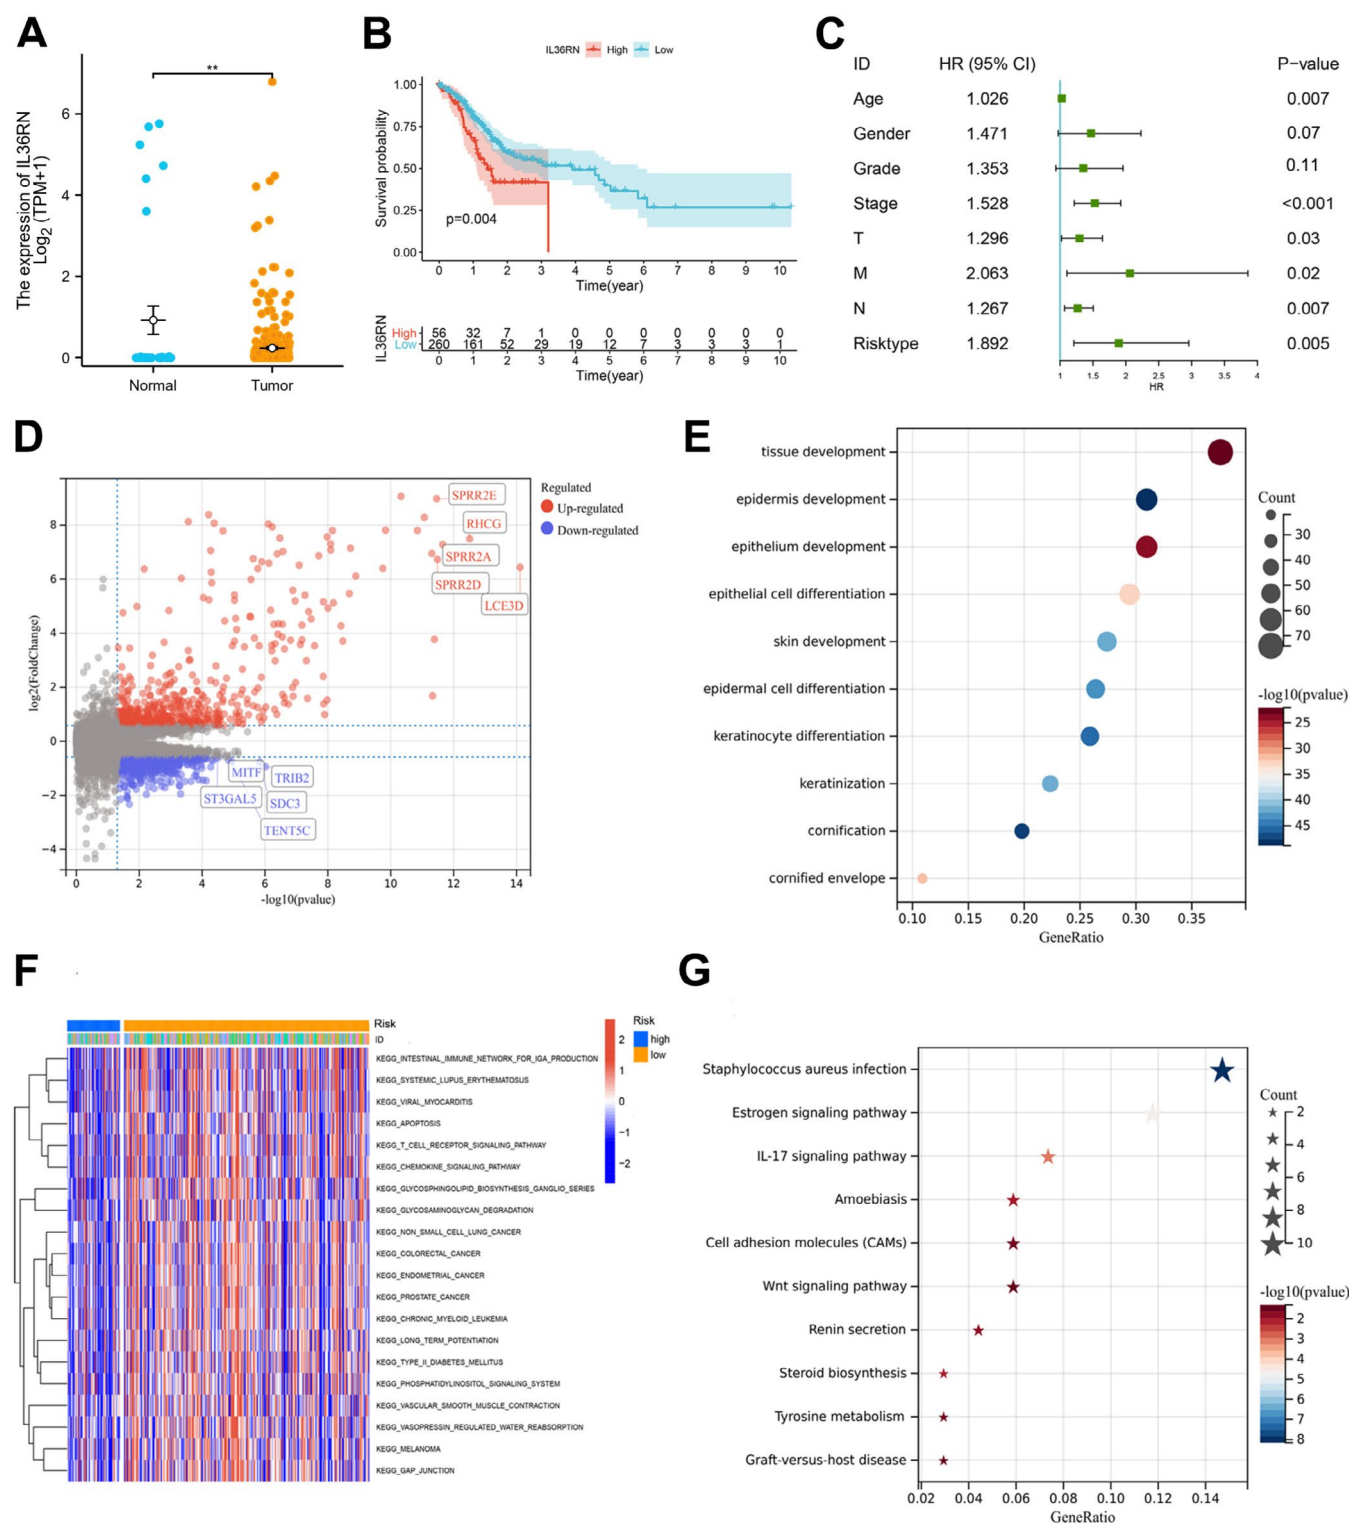 A
The expression of IL36RN
Log2 (TPM+1)
**
6
4
2
0
Normal
Tumor
B
IL36RN High Low
Survival probability
1.00
0.75
0.50
0.25
0.00
p=0.004
0 1 2 3 4 5 6 7 8 9 10
Time(year)
IL36RN
High 56 32 7 1 0 0 0 0 0 0 0
Low 260 161 52 29 19 12 7 3 3 3 1
0 1 2 3 4 5 6 7 8 9 10
Time(year)
C
ID HR (95% CI) P-value
Age 1.026 0.007
Gender 1.471 0.07
Grade 1.353 0.11
Stage 1.528 <0.001
T 1.296 0.03
M 2.063 0.02
N 1.267 0.007
Risktype 1.892 0.005
1 1.5 2 2.5 3 3.5 4
HR
D
log2(FoldChange)
8
6
4
2
0
−2
−4
SPRR2E
RHCG
SPRR2A
SPRR2D
LCE3D
MITF
TRIB2
ST3GAL5
SDC3
TENT5C
0 2 4 6 8 10 12 14
-log10(pvalue)
Regulated
Up-regulated
Down-regulated
E
tissue development
epidermis development
epithelium development
epithelial cell differentiation
skin development
epidermal cell differentiation
keratinocyte differentiation
keratinization
cornification
cornified envelope
0.10 0.15 0.20 0.25 0.30 0.35
GeneRatio
Count
30
40
50
60
70
-log10(pvalue)
25
30
35
40
45
F
Risk
ID
KEGG_INTESTINAL_IMMUNE_NETWORK_FOR_IGA_PRODUCTION
KEGG_SYSTEMIC_LUPUS_ERYTHEMATOSUS
KEGG_VIRAL_MYOCARDITIS
KEGG_APOPTOSIS
KEGG_T_CELL_RECEPTOR_SIGNALING_PATHWAY
KEGG_CHEMOKINE_SIGNALING_PATHWAY
KEGG_GLYCOSPHINGOLIPID_BIOSYNTHESIS_GANGLIO_SERIES
KEGG_GLYCOSAMINOGLYCAN_DEGRADATION
KEGG_NON_SMALL_CELL_LUNG_CANCER
KEGG_COLORECTAL_CANCER
KEGG_ENDOMETRIAL_CANCER
KEGG_PROSTATE_CANCER
KEGG_CHRONIC_MYELOID_LEUKEMIA
KEGG_LONG_TERM_POTENTIATION
KEGG_TYPE_II_DIABETES_MELLITUS
KEGG_PHOSPHATIDYLINOSITOL_SIGNALING_SYSTEM
KEGG_VASCULAR_SMOOTH_MUSCLE_CONTRACTION
KEGG_VASOPRESSIN_REGULATED_WATER_REABSORPTION
KEGG_MELANOMA
KEGG_GAP_JUNCTION
2
1
0
−1
−2
Risk
high
low
G
Staphylococcus aureus infection
Estrogen signaling pathway
IL-17 signaling pathway
Amoebiasis
Cell adhesion molecules (CAMs)
Wnt signaling pathway
Renin secretion
Steroid biosynthesis
Tyrosine metabolism
Graft-versus-host disease
0.02 0.04 0.06 0.08 0.10 0.12 0.14
GeneRatio
Count
2
4
6
8
10
-log10(pvalue)
2
3
4
5
6
7
8